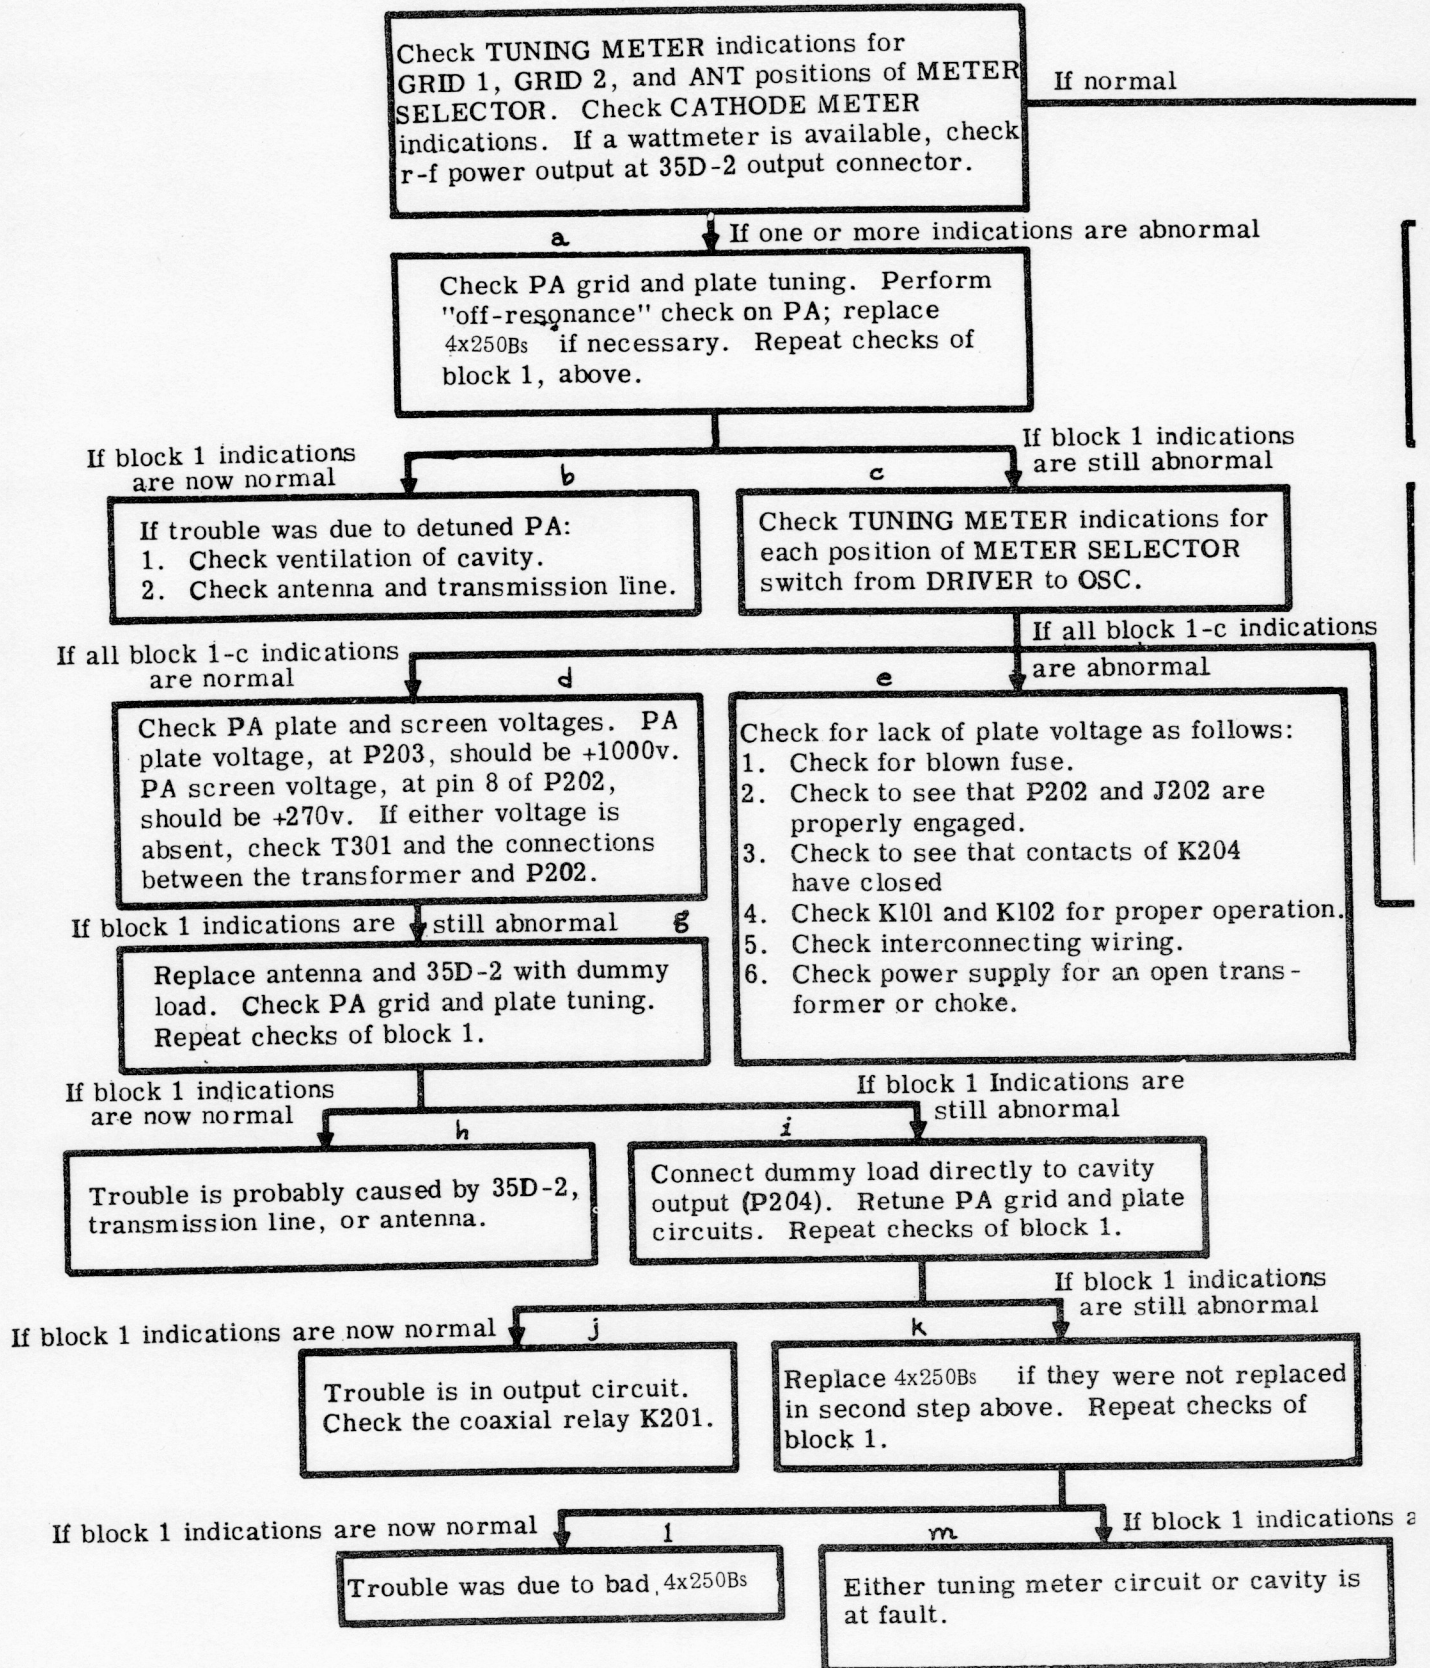 Check TUNING METER indications for
GRID 1, GRID 2, and ANT positions of METER
SELECTOR. Check CATHODE METER
indications. If a wattmeter is available, check
r-f power output at 35D-2 output connector.
If normal
a
If one or more indications are abnormal
Check PA grid and plate tuning. Perform
"off-resonance" check on PA; replace
4x250Bs if necessary. Repeat checks of
block 1, above.
If block 1 indications
are now normal
b
c
If block 1 indications
are still abnormal
If trouble was due to detuned PA:
1. Check ventilation of cavity.
2. Check antenna and transmission line.
Check TUNING METER indications for
each position of METER SELECTOR
switch from DRIVER to OSC.
If all block 1-c indications
are normal
d
e
If all block 1-c indications
are abnormal
Check PA plate and screen voltages. PA
plate voltage, at P203, should be +1000v.
PA screen voltage, at pin 8 of P202,
should be +270v. If either voltage is
absent, check T301 and the connections
between the transformer and P202.
Check for lack of plate voltage as follows:
1. Check for blown fuse.
2. Check to see that P202 and J202 are
properly engaged.
3. Check to see that contacts of K204
have closed
4. Check K101 and K102 for proper operation.
5. Check interconnecting wiring.
6. Check power supply for an open trans-
former or choke.
If block 1 indications are still abnormal
g
Replace antenna and 35D-2 with dummy
load. Check PA grid and plate tuning.
Repeat checks of block 1.
If block 1 indications
are now normal
h
i
If block 1 Indications are
still abnormal
Trouble is probably caused by 35D-2,
transmission line, or antenna.
Connect dummy load directly to cavity
output (P204). Retune PA grid and plate
circuits. Repeat checks of block 1.
If block 1 indications are now normal
j
k
If block 1 indications
are still abnormal
Trouble is in output circuit.
Check the coaxial relay K201.
Replace 4x250Bs if they were not replaced
in second step above. Repeat checks of
block 1.
If block 1 indications are now normal
l
m
If block 1 indications
Trouble was due to bad 4x250Bs
Either tuning meter circuit or cavity is
at fault.